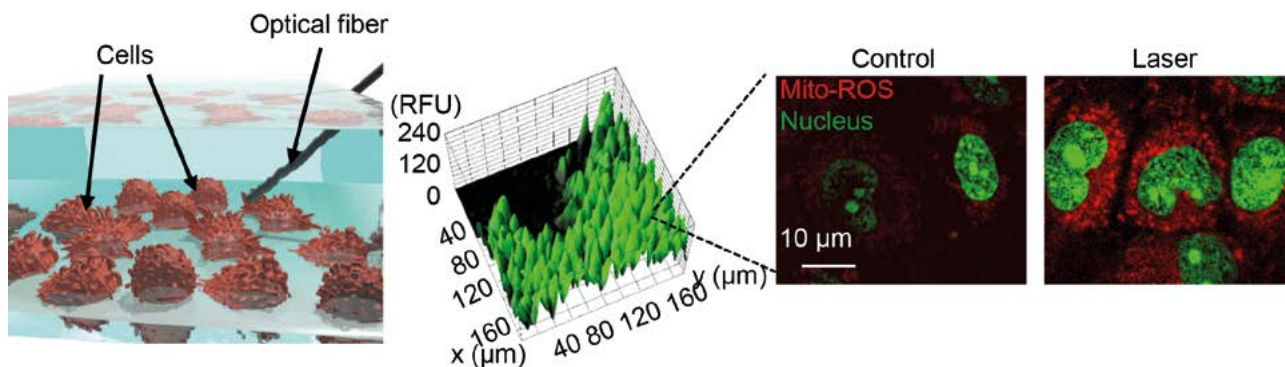 Optical fiber
Cells
(RFU)
240
120
0
40
80
120
160
x (µm)
40 80 120 160
y (µm)
Control
Mito-ROS
Nucleus
10 µm
Laser